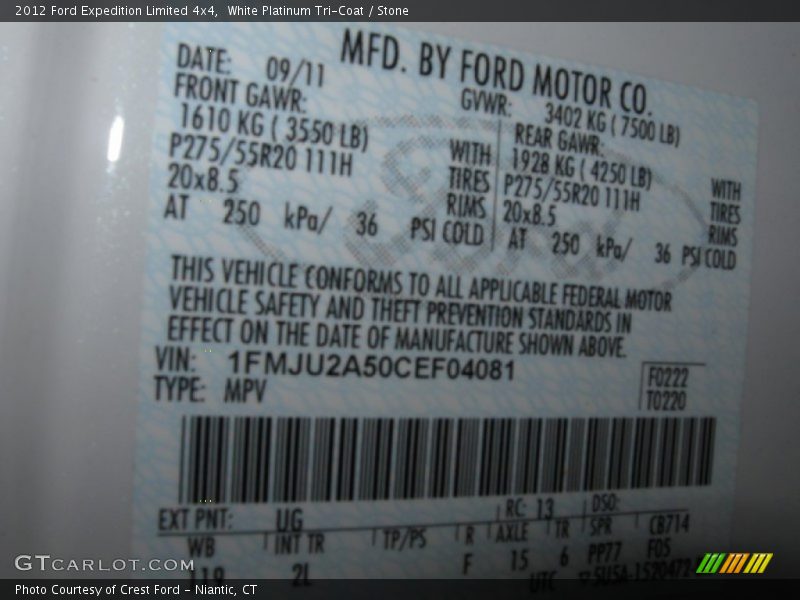 2012 Ford Expedition Limited 4x4,  White Platinum Tri-Coat / Stone
MFD. BY FORD MOTOR CO.
DATE: 09/11
GVWR: 3402 KG ( 7500 LB)
FRONT GAWR:
1610 KG ( 3550 LB)
P275/55R20 111H
20x8.5
WITH
TIRES
RIMS
AT 250 kPa/ 36 PSI COLD
REAR GAWR:
1928 KG ( 4250 LB)
P275/55R20 111H
20x8.5
WITH
TIRES
RIMS
AT 250 kPa/ 36 PSI COLD
THIS VEHICLE CONFORMS TO ALL APPLICABLE FEDERAL MOTOR
VEHICLE SAFETY AND THEFT PREVENTION STANDARDS IN
EFFECT ON THE DATE OF MANUFACTURE SHOWN ABOVE.
VIN: 1FMJU2A50CEF04081
TYPE: MPV
F0222
T0220
EXT PNT: UG RC: 13 DSO:
WB INT TR TP/PS R AXLE TR SPR CB714
119 2L F 15 6 PP77 F05
UTC
GTCARLOT.COM
Photo Courtesy of Crest Ford - Niantic, CT